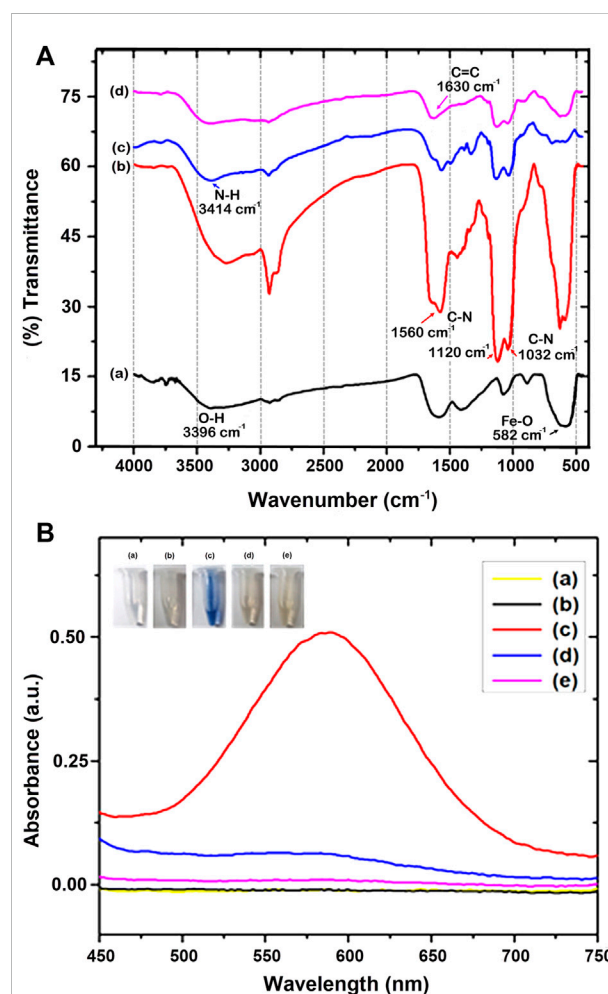 A
(d)
(c)
(b)
(a)
C=C
1630 cm⁻¹
N-H
3414 cm⁻¹
C-N
1560 cm⁻¹
1120 cm⁻¹
C-N
1032 cm⁻¹
O-H
3396 cm⁻¹
Fe-O
582 cm⁻¹
75
60
45
30
15
0
(%) Transmittance
4000 3500 3000 2500 2000 1500 1000 500
Wavenumber (cm⁻¹)
B
(a) (b) (c) (d) (e)
(a)
(b)
(c)
(d)
(e)
0.50
0.25
0.00
Absorbance (a.u.)
450 500 550 600 650 700 750
Wavelength (nm)